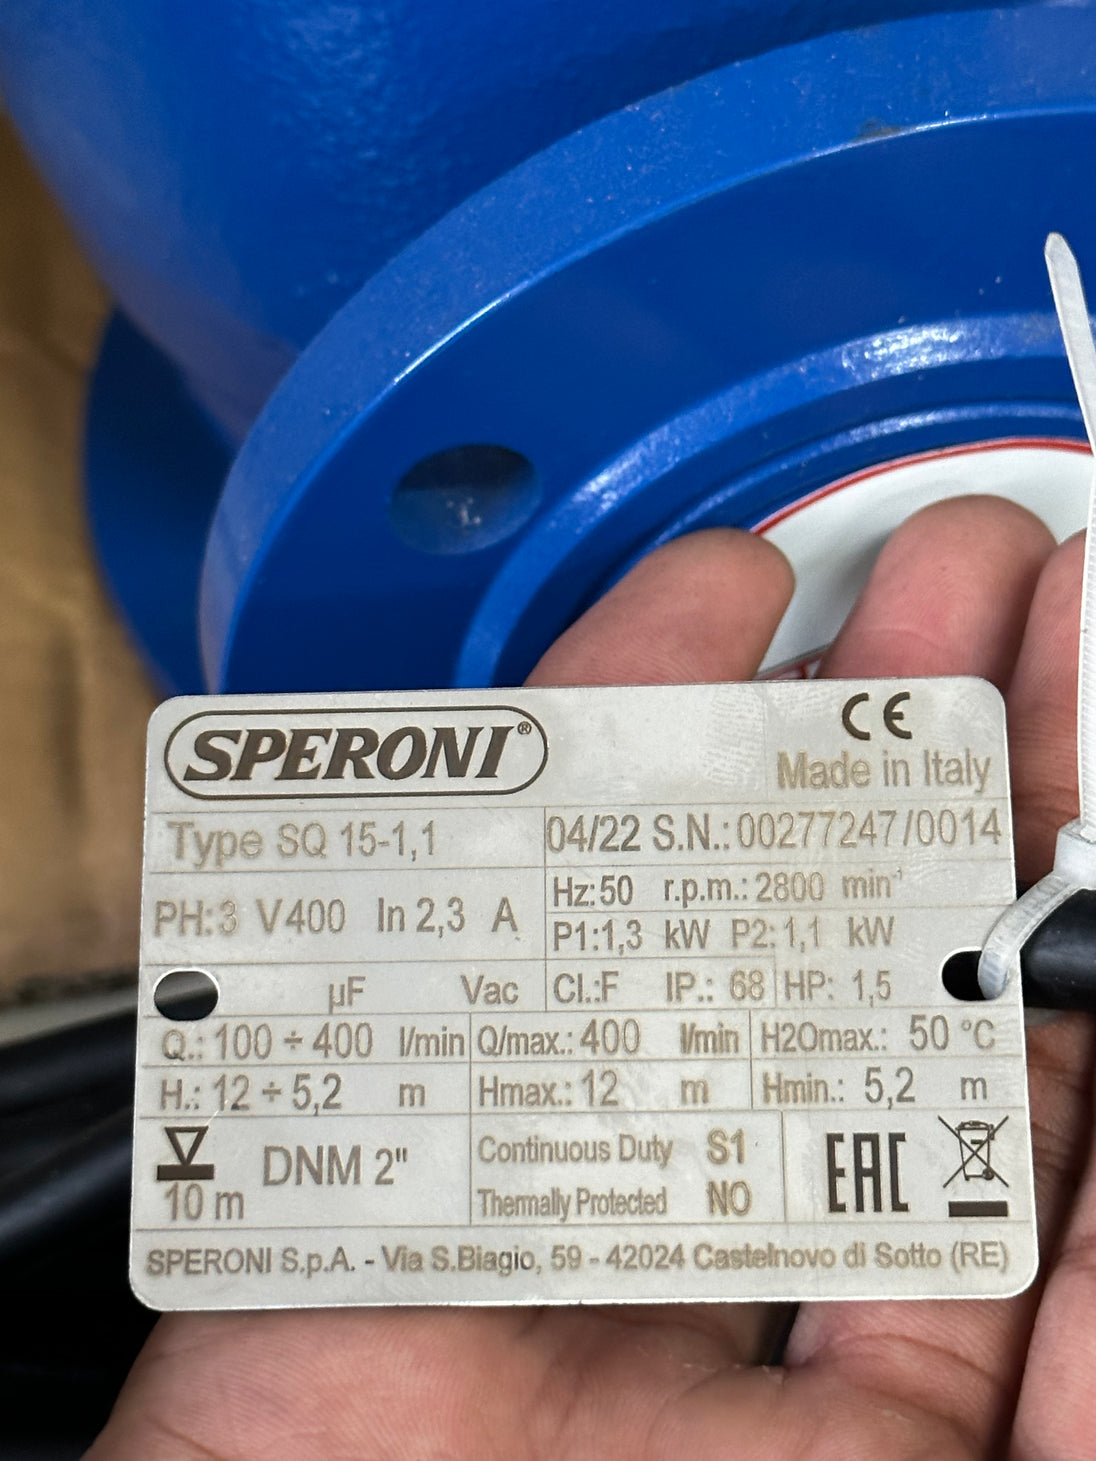 SPERONI®
CE
Made in Italy
Type SQ 15-1,1
04/22 S.N.: 00277247/0014
PH:3 V400 In 2,3 A
Hz:50 r.p.m.: 2800 min⁻¹
P1:1,3 kW P2: 1,1 kW
µF Vac
Cl.:F IP.: 68 HP: 1,5
Q.: 100 ÷ 400 l/min Q/max.: 400 l/min H2Omax.: 50 °C
H.: 12 ÷ 5,2 m Hmax.: 12 m Hmin.: 5,2 m
10 m
DNM 2"
Continuous Duty S1
Thermally Protected NO
EAC
SPERONI S.p.A. - Via S.Biagio, 59 - 42024 Castelnovo di Sotto (RE)